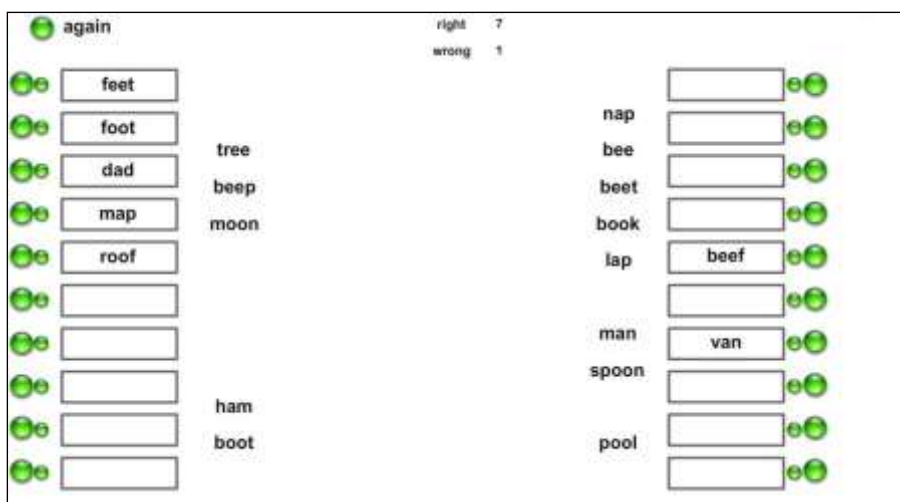 again
right 7
wrong 1
feet
foot
dad
map
roof
tree
beep
moon
ham
boot
nap
bee
beet
book
lap
man
spoon
pool
beef
van